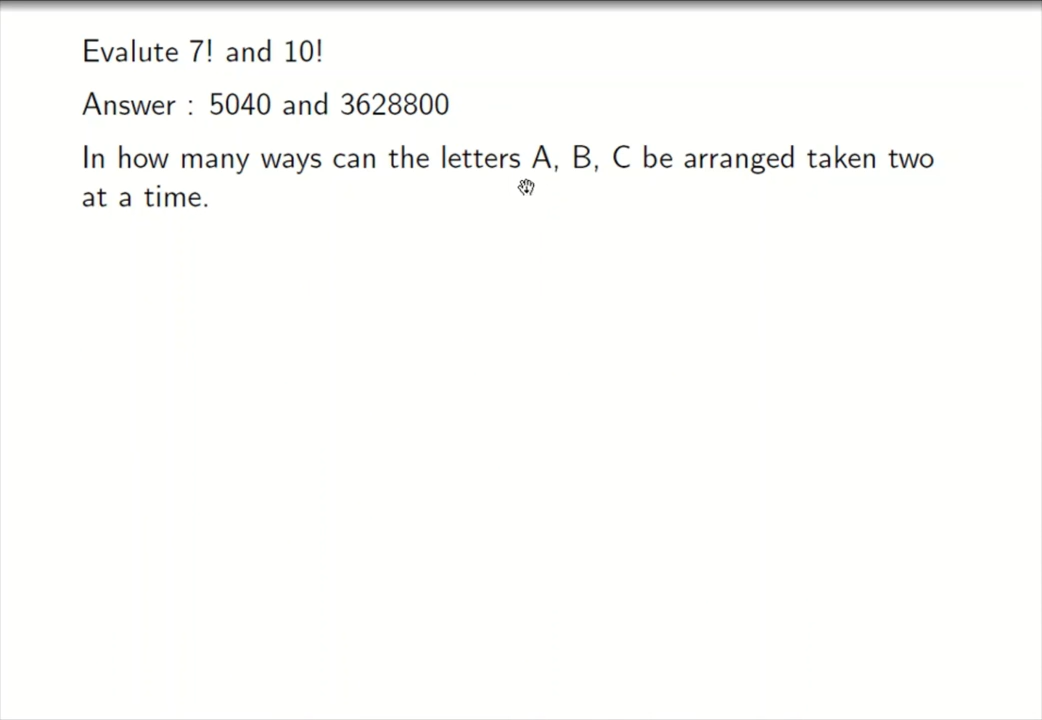 Evalute 7! and 10!
Answer : 5040 and 3628800
In how many ways can the letters A, B, C be arranged taken two
at a time.